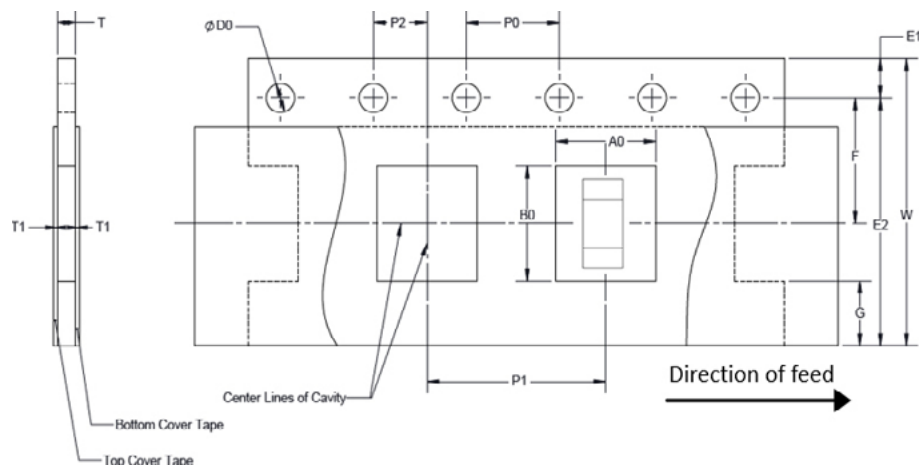 T
P2
P0
E1
ØD0
A0
F
B0
W
E2
T1
T1
G
P1
Direction of feed
Center Lines of Cavity
Bottom Cover Tape
Top Cover Tape